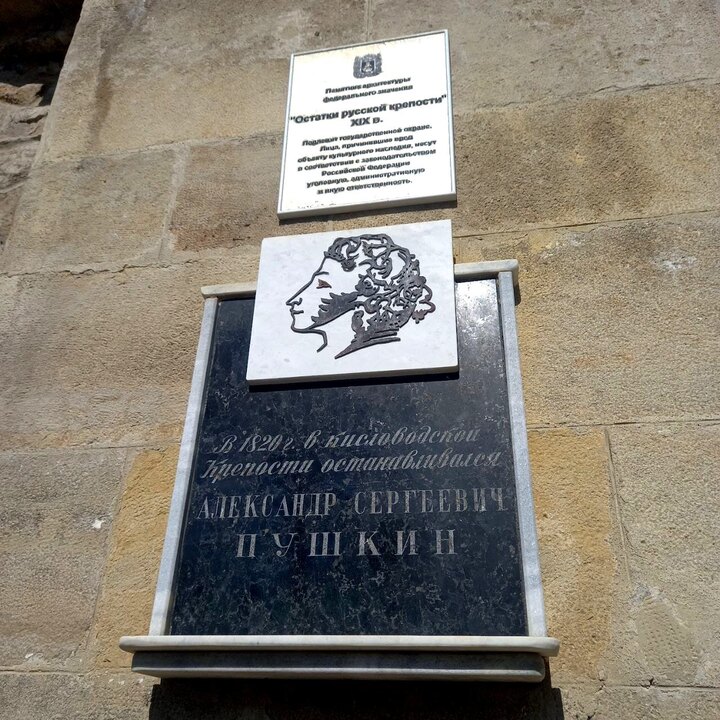 Памятник архитектуры
федерального значения
"Остатки русской крепости"
XIX в.
Подлежит государственной охране.
Лица, причинившие вред
объекту культурного наследия, несут
в соответствии с законодательством
Российской Федерации
уголовную, административную
и иную ответственность.
В 1820 г. в кисловодской
Крепости останавливался
АЛЕКСАНДР СЕРГЕЕВИЧ
ПУШКИН